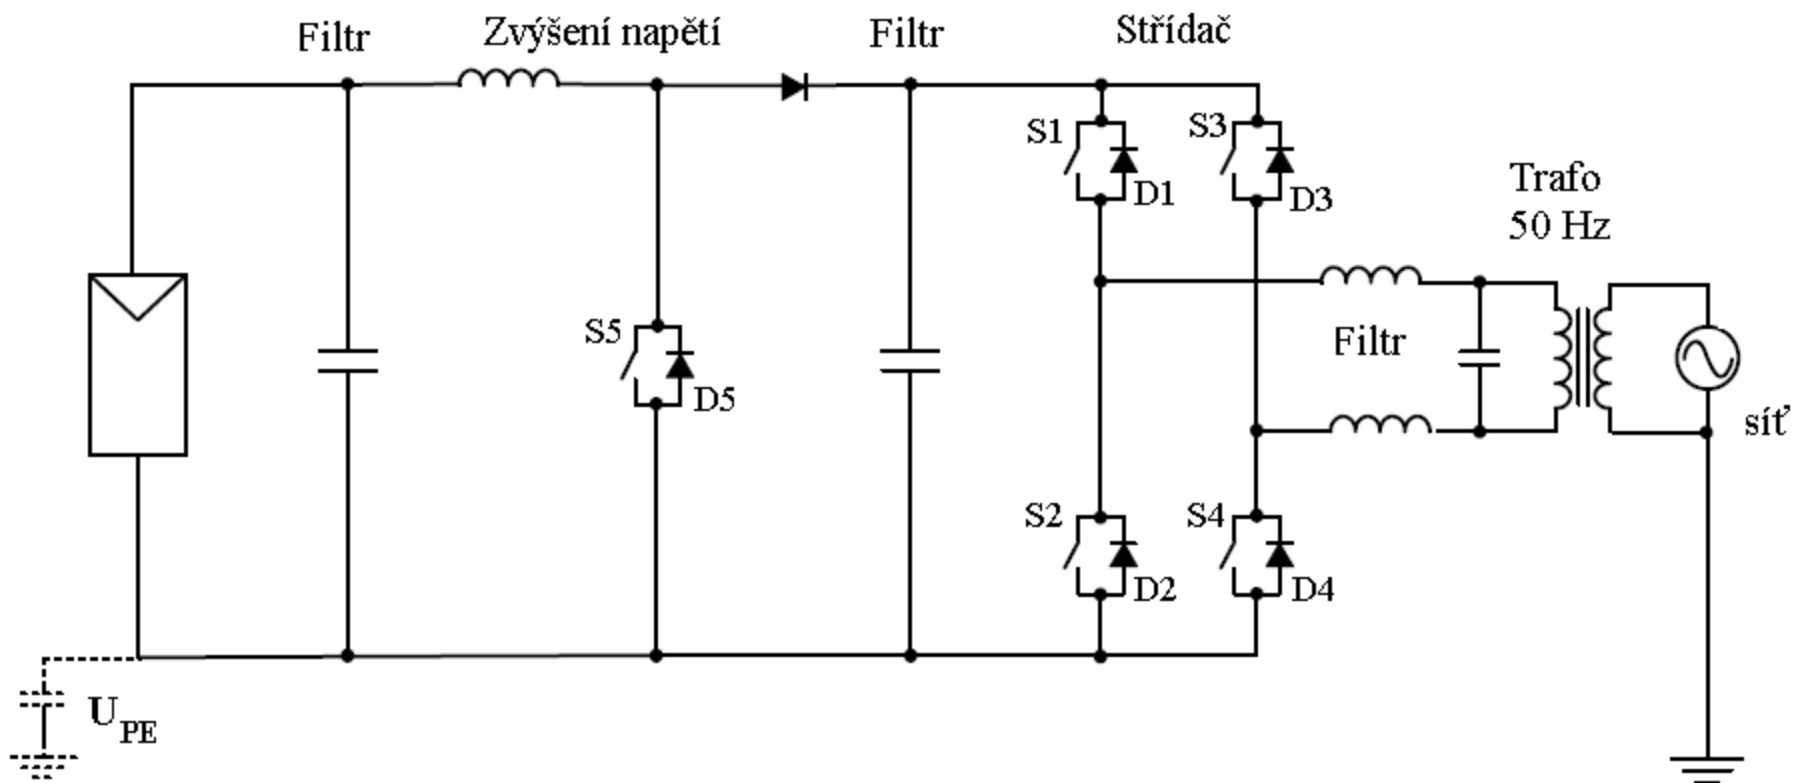 Filtr
Zvýšení napětí
Filtr
Střídač
S1
D1
S3
D3
Trafo
50 Hz
S5
D5
Filtr
síť
S2
D2
S4
D4
UPE